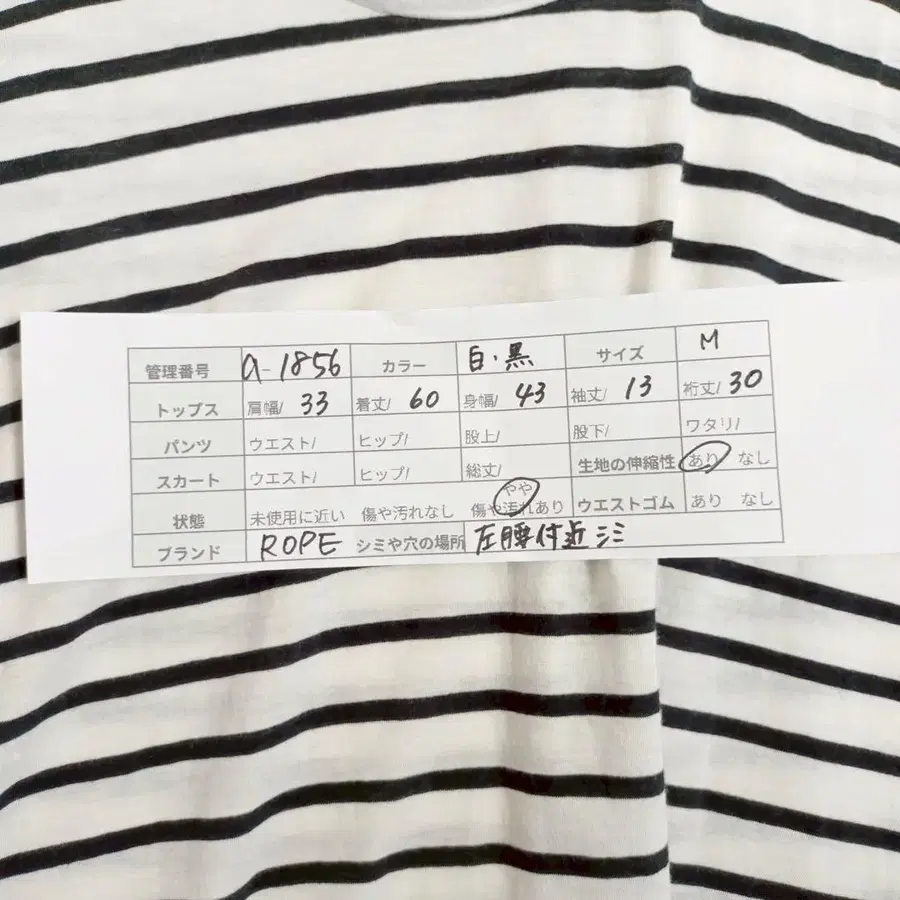 管理番号 a-1856 カラー 白・黒 サイズ M
トップス 肩幅/ 33 着丈/ 60 身幅/ 43 袖丈/ 13 裄丈/ 30
パンツ ウエスト/ ヒップ/ 股上/ 股下/ ワタリ/
スカート ウエスト/ ヒップ/ 総丈/ 生地の伸縮性 あり なし
状態 未使用に近い 傷や汚れなし やや傷や汚れあり ウエストゴム あり なし
ブランド ROPE シミや穴の場所 左腰付近シミ